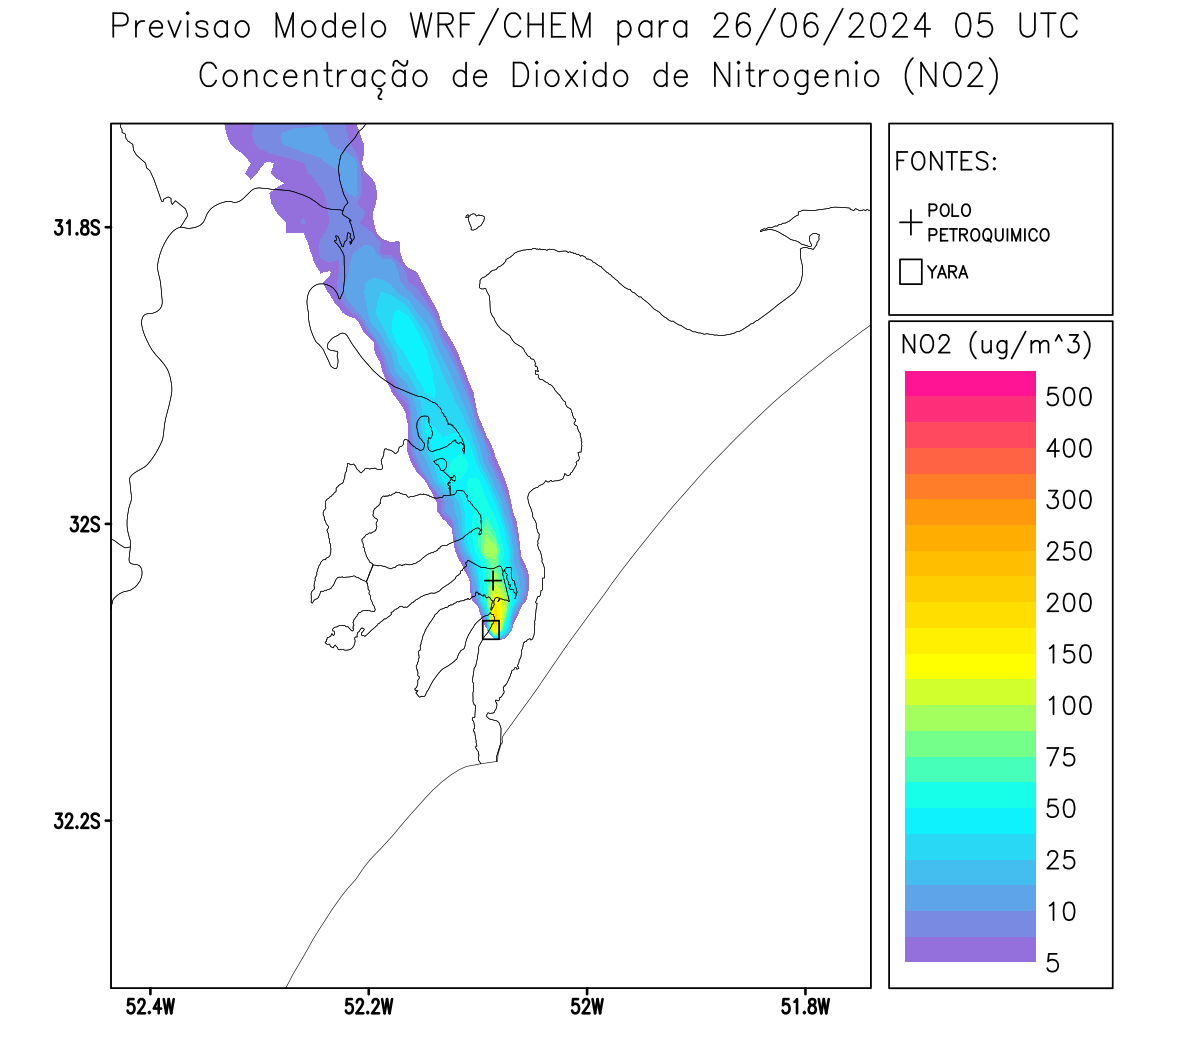 Previsao Modelo WRF/CHEM para 26/06/2024 05 UTC
Concentração de Dioxido de Nitrogenio (NO2)
FONTES:
POLO
PETROQUIMICO
YARA
NO2 (ug/m^3)
500
400
300
250
200
150
100
75
50
25
10
5
31.8S
32S
32.2S
52.4W
52.2W
52W
51.8W